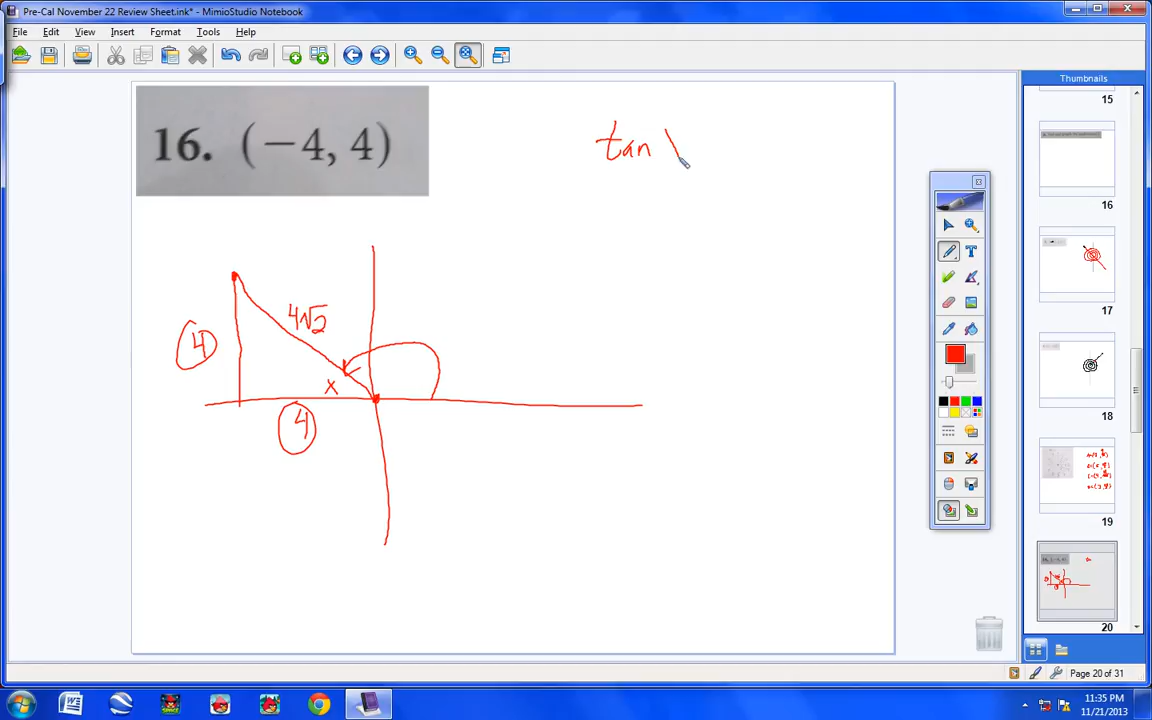 Pre-Cal November 22 Review Sheet.ink* - MimioStudio Notebook
File Edit View Insert Format Tools Help
Thumbnails
15
16. (−4, 4)
tan \
16
17
4√2
4
x
4
18
19
20
Page 20 of 31
11:35 PM
11/21/2013